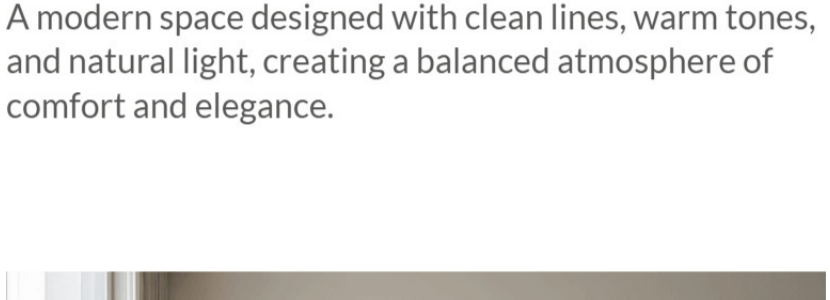 A modern space designed with clean lines, warm tones,
and natural light, creating a balanced atmosphere of
comfort and elegance.